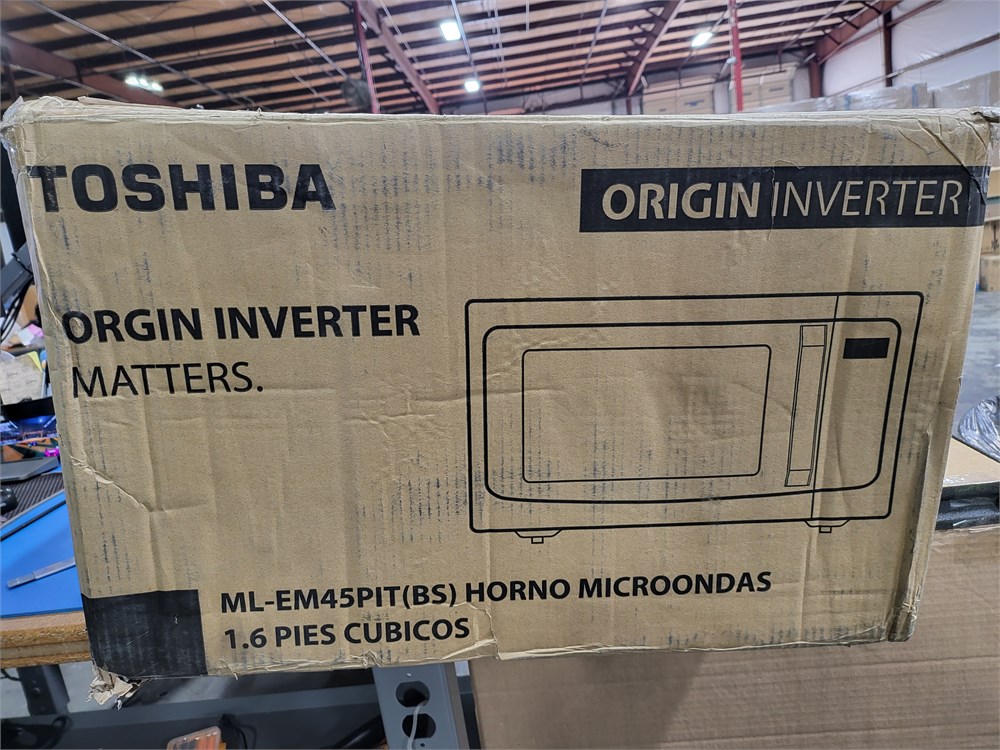 TOSHIBA
ORIGIN INVERTER
ORGIN INVERTER
MATTERS.
ML-EM45PIT(BS) HORNO MICROONDAS
1.6 PIES CUBICOS